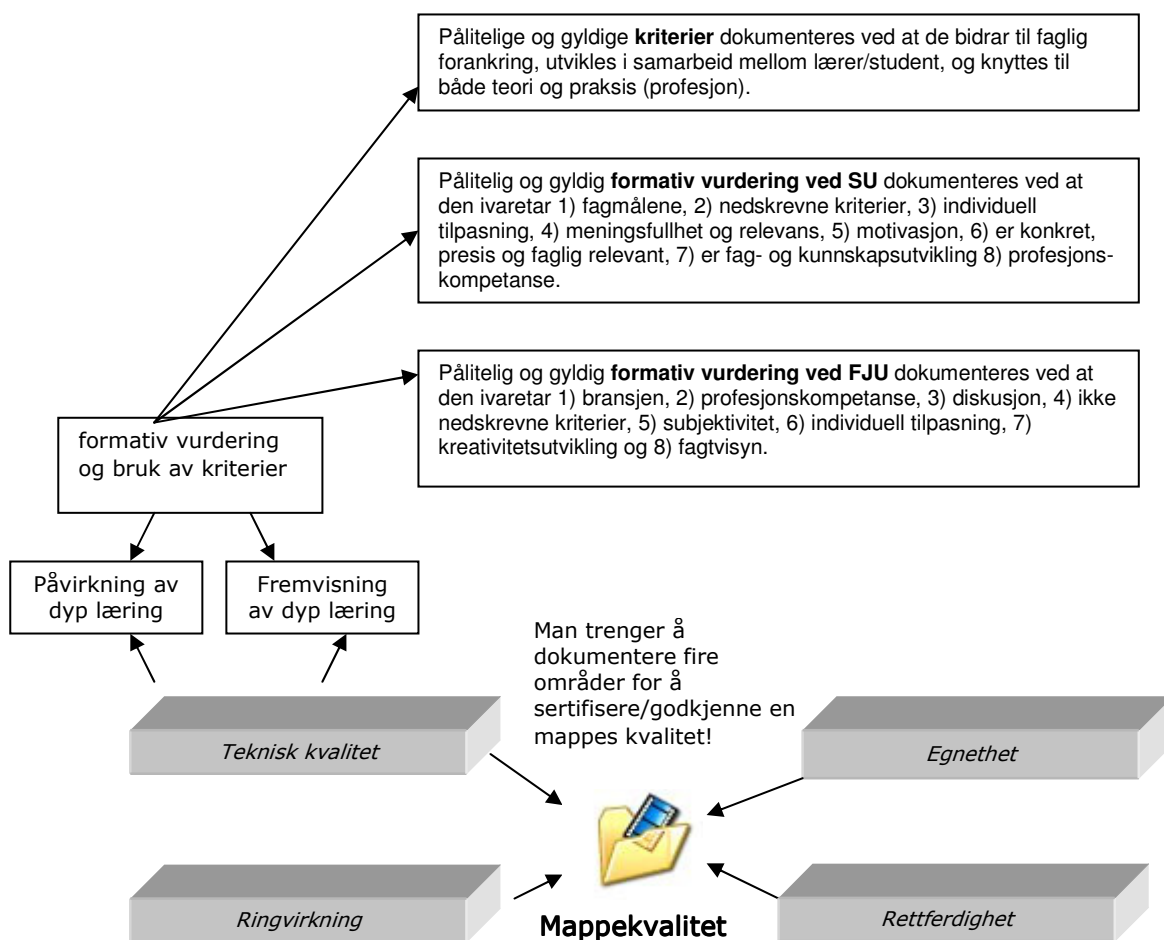 Pålitelige og gyldige kriterier dokumenteres ved at de bidrar til faglig
forankring, utvikles i samarbeid mellom lærer/student, og knyttes til
både teori og praksis (profesjon).
Pålitelig og gyldig formativ vurdering ved SU dokumenteres ved at
den ivaretar 1) fagmålene, 2) nedskrevne kriterier, 3) individuell
tilpasning, 4) meningsfullhet og relevans, 5) motivasjon, 6) er konkret,
presis og faglig relevant, 7) er fag- og kunnskapsutvikling 8) profesjons-
kompetanse.
Pålitelig og gyldig formativ vurdering ved FJU dokumenteres ved at
den ivaretar 1) bransjen, 2) profesjonskompetanse, 3) diskusjon, 4) ikke
nedskrevne kriterier, 5) subjektivitet, 6) individuell tilpasning, 7)
kreativitetsutvikling og 8) fagtvisyn.
formativ vurdering
og bruk av kriterier
Påvirkning av
dyp læring
Fremvisning
av dyp læring
Man trenger å
dokumentere fire
områder for å
sertifisere/godkjenne en
mappes kvalitet!
Teknisk kvalitet
Egnethet
Ringvirkning
Mappekvalitet
Rettferdighet